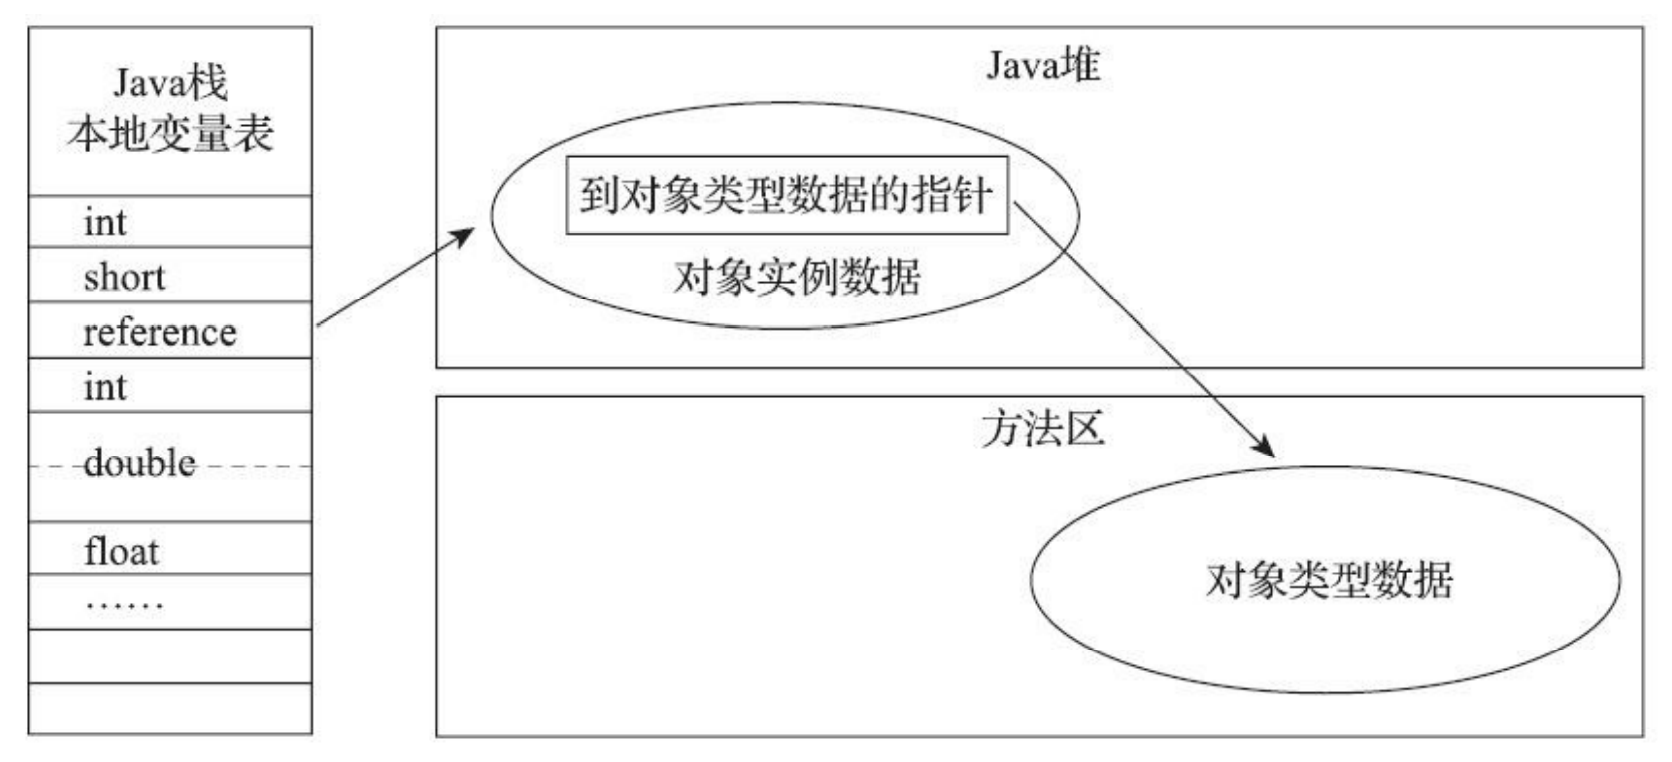 Java栈
本地变量表
int
short
reference
int
double
float
……
Java堆
到对象类型数据的指针
对象实例数据
方法区
对象类型数据